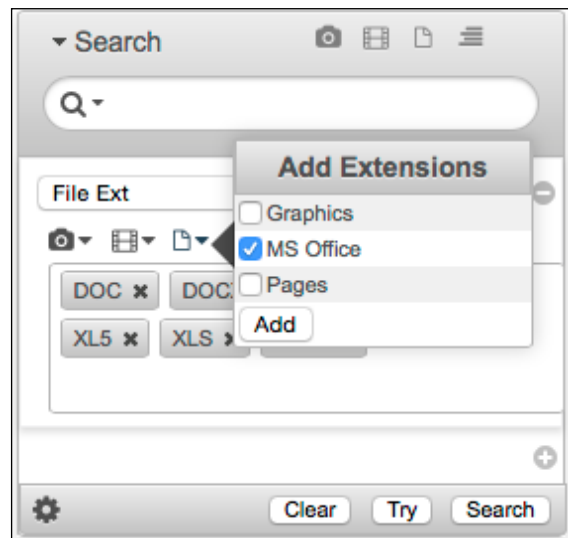 Search
Add Extensions
File Ext
Graphics
MS Office
Pages
Add
DOC
XL5 XLS
Clear Try Search